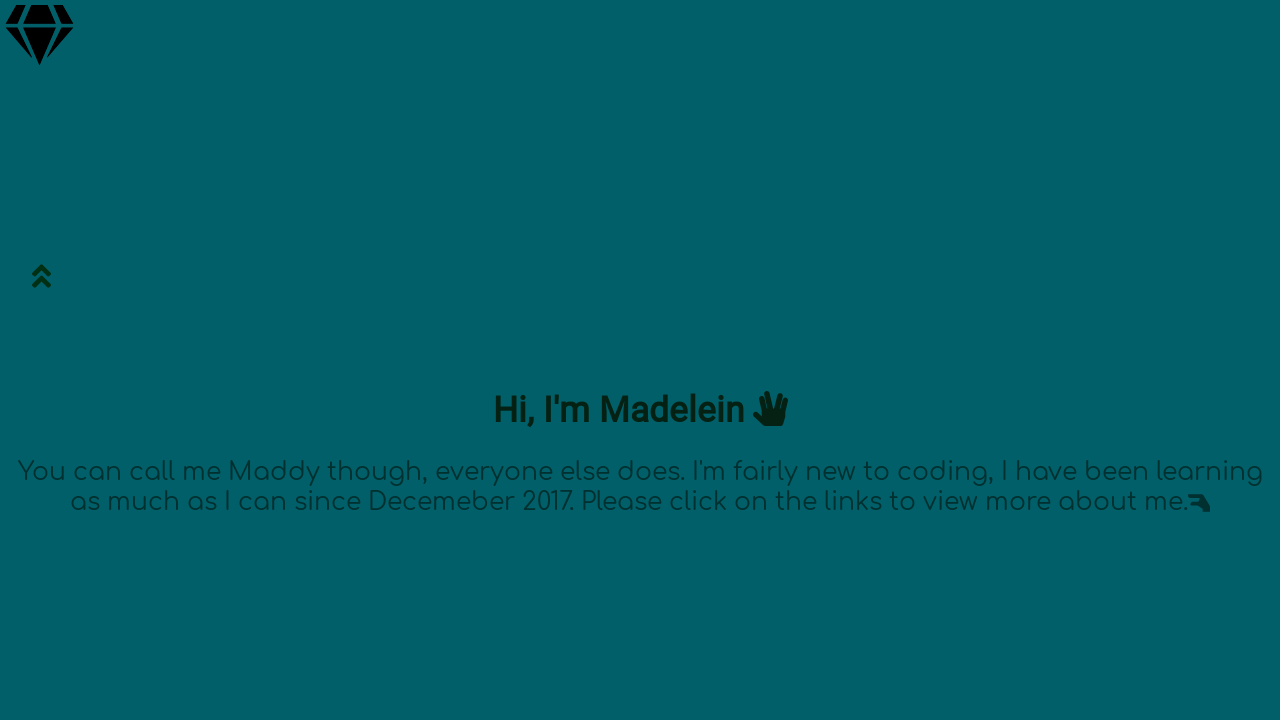 Hi, I'm Madelein
You can call me Maddy though, everyone else does. I'm fairly new to coding, I have been learning
as much as I can since Decemeber 2017. Please click on the links to view more about me.